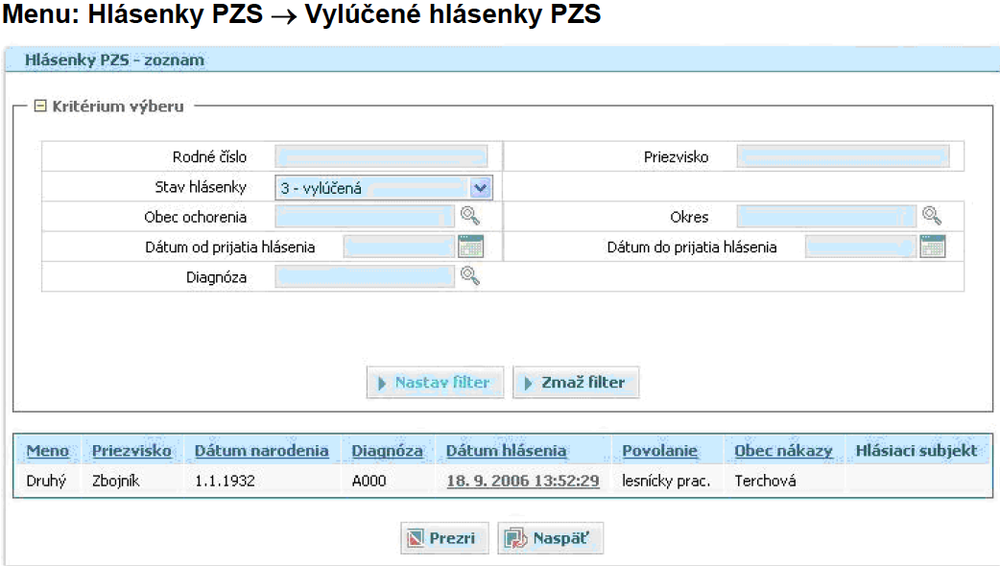 Menu: Hlásenky PZS → Vylúčené hlásenky PZS
Hlásenky PZS - zoznam
Kritérium výberu
Rodné číslo Priezvisko
Stav hlásenky 3 - vylúčená
Obec ochorenia Okres
Dátum od prijatia hlásenia Dátum do prijatia hlásenia
Diagnóza
Nastav filter Zmaž filter
Meno Priezvisko Dátum narodenia Diagnóza Dátum hlásenia Povolanie Obec nákazy Hlásiaci subjekt
Druhý Zbojník 1.1.1932 A000 18. 9. 2006 13:52:29 lesnícky prac. Terchová
Prezri Naspäť